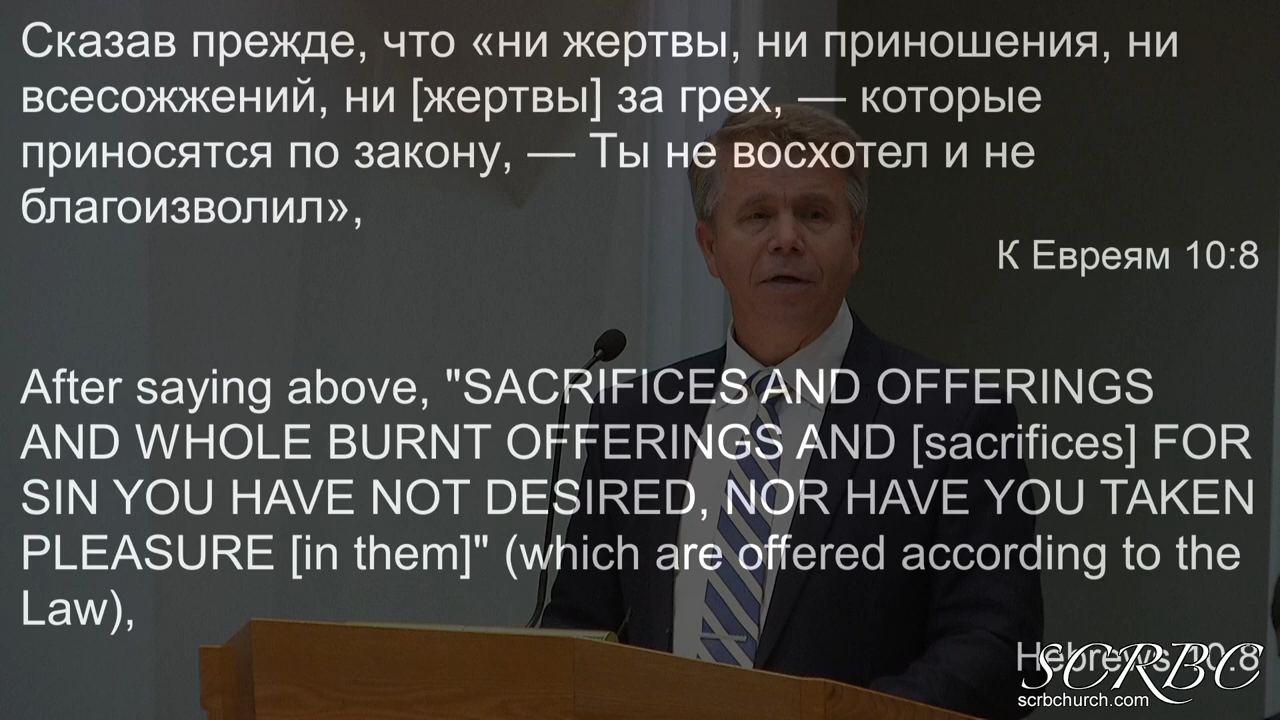 Сказав прежде, что «ни жертвы, ни приношения, ни
всесожжений, ни [жертвы] за грех, — которые
приносятся по закону, — Ты не восхотел и не
благоизволил»,
К Евреям 10:8
After saying above, "SACRIFICES AND OFFERINGS
AND WHOLE BURNT OFFERINGS AND [sacrifices] FOR
SIN YOU HAVE NOT DESIRED, NOR HAVE YOU TAKEN
PLEASURE [in them]" (which are offered according to the
Law),
Hebrews 10:8
SCRBC
scrbchurch.com